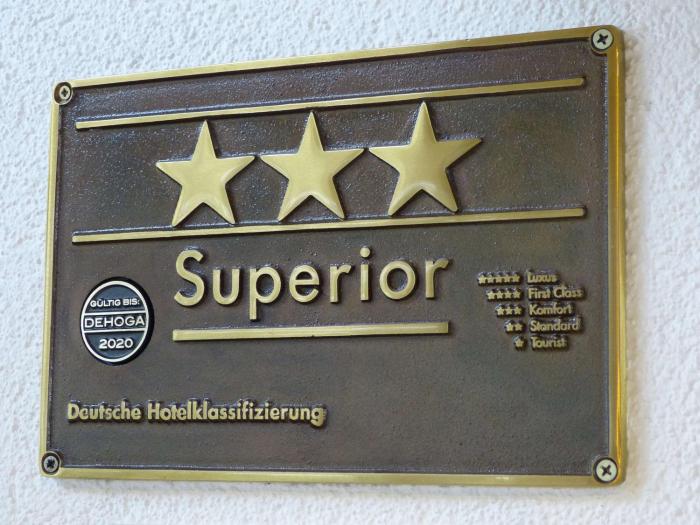 Superior
GÜLTIG BIS:
DEHOGA
2020
Luxus
First Class
Komfort
Standard
Tourist
Deutsche Hotelklassifizierung